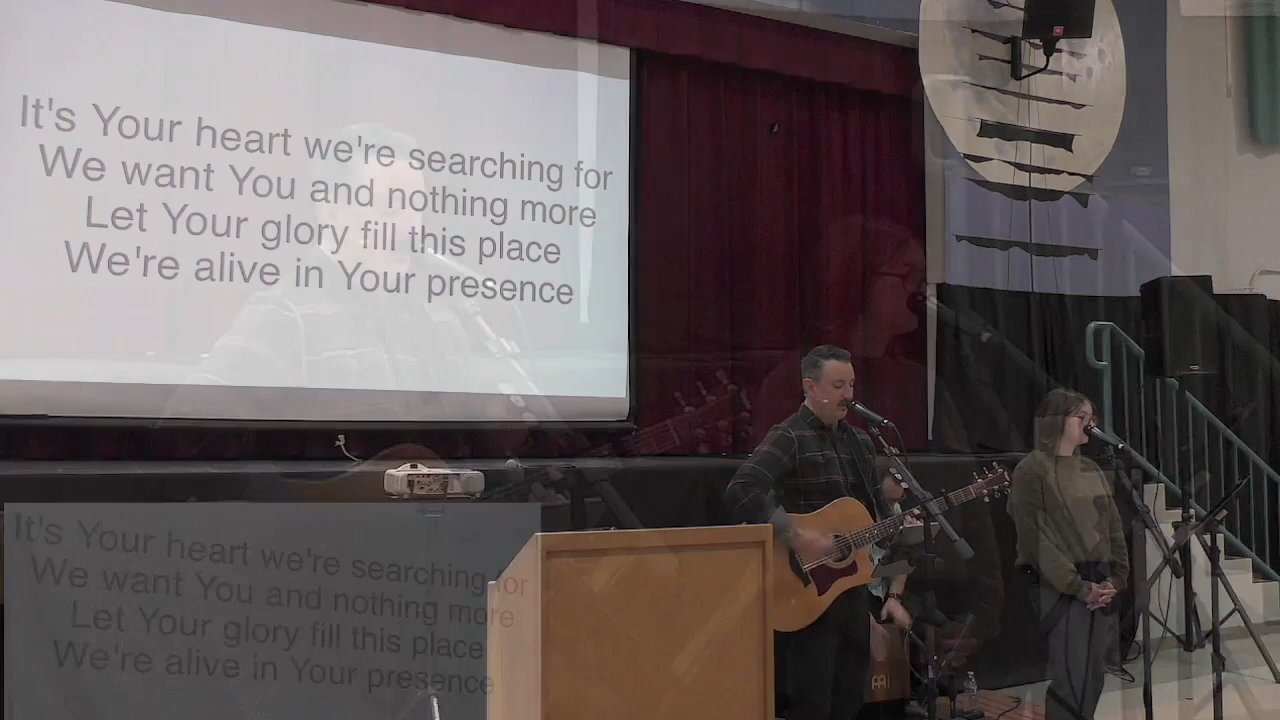 It's Your heart we're searching for
We want You and nothing more
Let Your glory fill this place
We're alive in Your presence
It's Your heart we're searching for
We want You and nothing more
Let Your glory fill this place
We're alive in Your presence